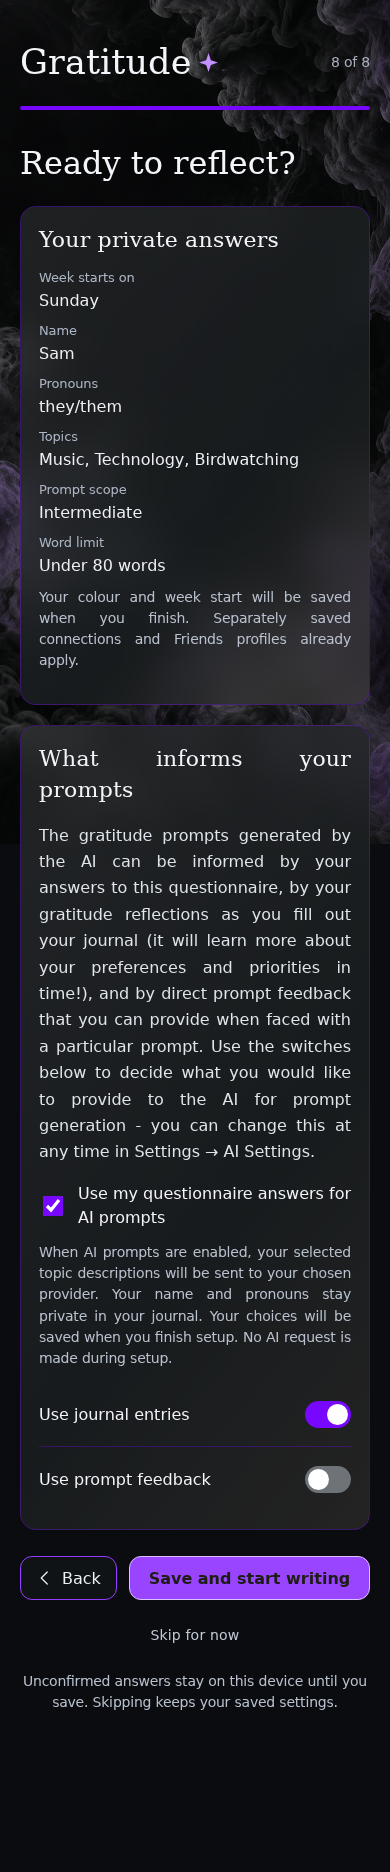 Gratitude
8 of 8
Ready to reflect?
Your private answers
Week starts on
Sunday
Name
Sam
Pronouns
they/them
Topics
Music, Technology, Birdwatching
Prompt scope
Intermediate
Word limit
Under 80 words
Your colour and week start will be saved
when you finish. Separately saved
connections and Friends profiles already
apply.
What informs your
prompts
The gratitude prompts generated by
the AI can be informed by your
answers to this questionnaire, by your
gratitude reflections as you fill out
your journal (it will learn more about
your preferences and priorities in
time!), and by direct prompt feedback
that you can provide when faced with
a particular prompt. Use the switches
below to decide what you would like
to provide to the AI for prompt
generation - you can change this at
any time in Settings → AI Settings.
Use my questionnaire answers for
AI prompts
When AI prompts are enabled, your selected
topic descriptions will be sent to your chosen
provider. Your name and pronouns stay
private in your journal. Your choices will be
saved when you finish setup. No AI request is
made during setup.
Use journal entries
Use prompt feedback
Back
Save and start writing
Skip for now
Unconfirmed answers stay on this device until you
save. Skipping keeps your saved settings.